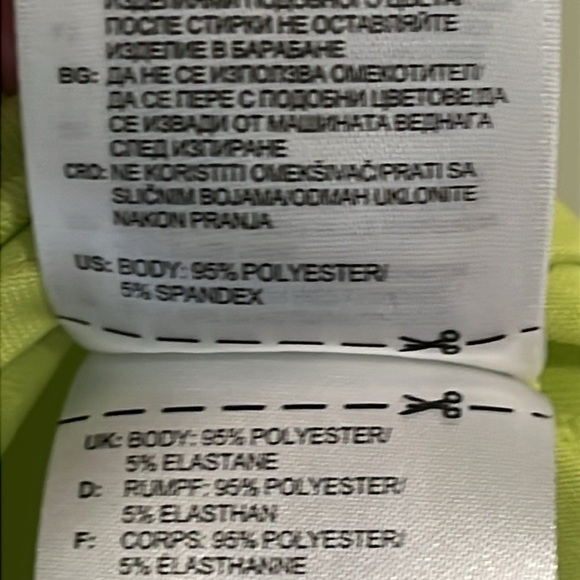 ИЗДЕЛИЯМИ ПОДОБНОГО ЦВЕТА
ПОСЛЕ СТИРКИ НЕ ОСТАВЛЯЙТЕ
ИЗДЕЛИЕ В БАРАБАНЕ
BG: ДА НЕ СЕ ИЗПОЛЗВА ОМЕКОТИТЕЛ/
ДА СЕ ПЕРЕ С ПОДОБНИ ЦВЕТОВЕ/ДА
СЕ ИЗВАДИ ОТ МАШИНАТА ВЕДНАГА
СЛЕД ИЗПИРАНЕ
CRO: NE KORISTITI OMEKŠIVAČ/PRATI SA
SLIČNIM BOJAMA/ODMAH UKLONITE
NAKON PRANJA
US: BODY: 95% POLYESTER/
5% SPANDEX
UK: BODY: 95% POLYESTER/
5% ELASTANE
D: RUMPF: 95% POLYESTER/
5% ELASTHAN
F: CORPS: 95% POLYESTER/
5% ÉLASTHANNE